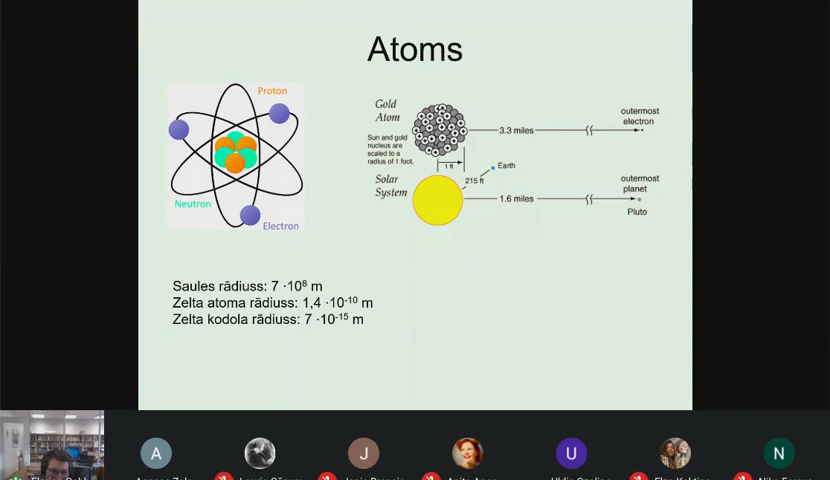 Atoms
Proton
Neutron
Electron
Gold
Atom
Sun and gold
nucleus are
scaled to a
radius of 1 foot.
3.3 miles
outermost
electron
1 ft
Earth
215 ft
Solar
System
1.6 miles
outermost
planet
Pluto
Saules rādiuss: 7 ·10⁸ m
Zelta atoma rādiuss: 1,4 ·10⁻¹⁰ m
Zelta kodola rādiuss: 7 ·10⁻¹⁵ m
A
J
U
N